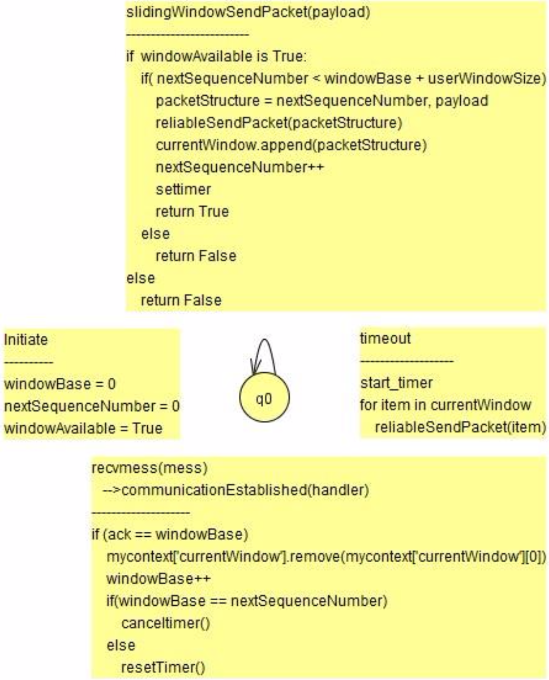 slidingWindowSendPacket(payload)
-------------------------
if windowAvailable is True:
if( nextSequenceNumber < windowBase + userWindowSize)
packetStructure = nextSequenceNumber, payload
reliableSendPacket(packetStructure)
currentWindow.append(packetStructure)
nextSequenceNumber++
settimer
return True
else
return False
else
return False
Initiate
----------
windowBase = 0
nextSequenceNumber = 0
windowAvailable = True
q0
timeout
-------------------
start_timer
for item in currentWindow
reliableSendPacket(item)
recvmess(mess)
-->communicationEstablished(handler)
--------------------
if (ack == windowBase)
mycontext['currentWindow'].remove(mycontext['currentWindow'][0])
windowBase++
if(windowBase == nextSequenceNumber)
canceltimer()
else
resetTimer()